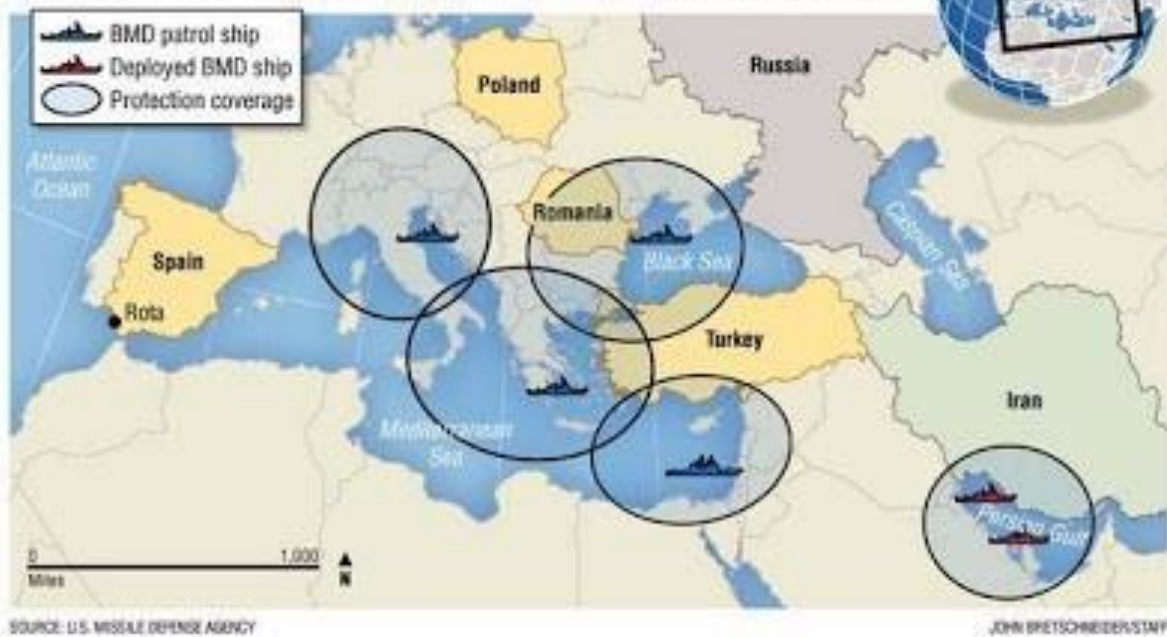 BMD patrol ship
Deployed BMD ship
Protection coverage
Poland
Russia
Atlantic
Ocean
Spain
Rota
Romania
Black Sea
Caspian Sea
Turkey
Iran
Mediterranean
Sea
Persian Gulf
0 1,000
Miles
N
SOURCE: U.S. MISSILE DEFENSE AGENCY
JOHN BRETSCHNEIDER/STAFF